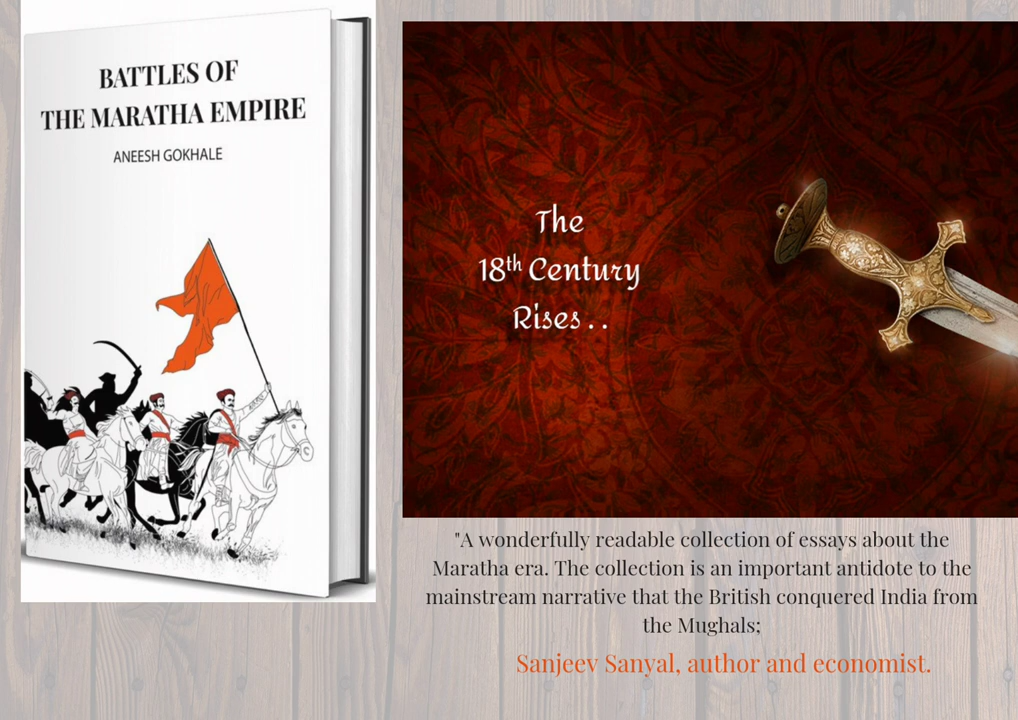 BATTLES OF
THE MARATHA EMPIRE
ANEESH GOKHALE
The
18th Century
Rises . .
"A wonderfully readable collection of essays about the
Maratha era. The collection is an important antidote to the
mainstream narrative that the British conquered India from
the Mughals;
Sanjeev Sanyal, author and economist.